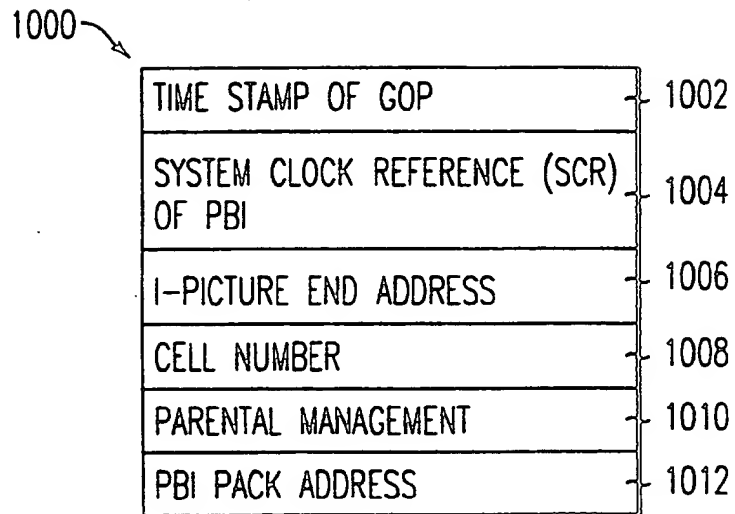 1000
TIME STAMP OF GOP 1002
SYSTEM CLOCK REFERENCE (SCR)
OF PBI 1004
I-PICTURE END ADDRESS 1006
CELL NUMBER 1008
PARENTAL MANAGEMENT 1010
PBI PACK ADDRESS 1012